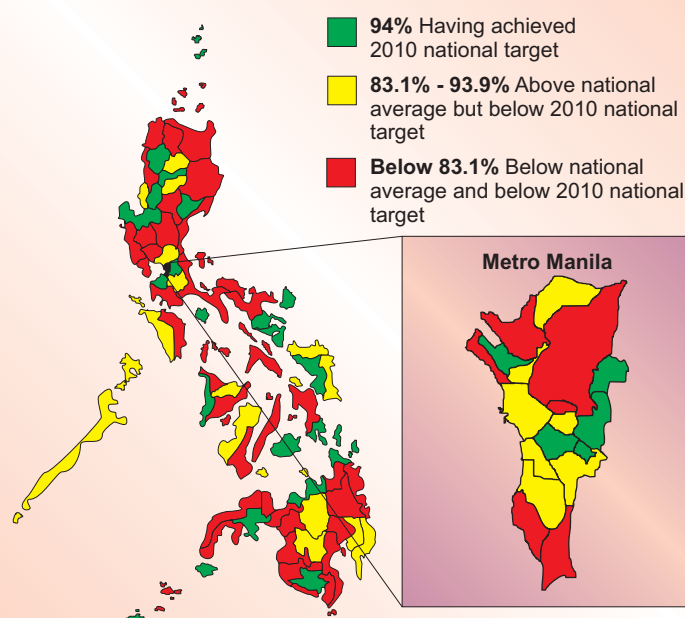 94% Having achieved
2010 national target
83.1% - 93.9% Above national
average but below 2010 national
target
Below 83.1% Below national
average and below 2010 national
target
Metro Manila